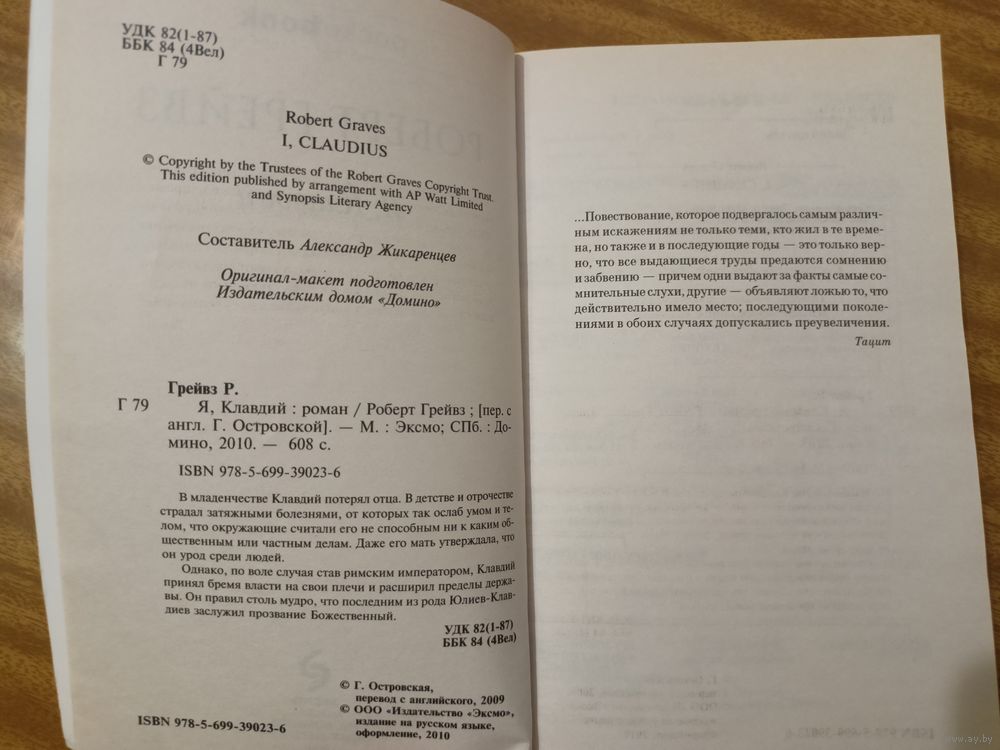 УДК 82(1-87)
ББК 84 (4Вел)
Г 79
Robert Graves
I, CLAUDIUS
© Copyright by the Trustees of the Robert Graves Copyright Trust.
This edition published by arrangement with AP Watt Limited
and Synopsis Literary Agency
Составитель Александр Жикаренцев
Оригинал-макет подготовлен
Издательским домом «Домино»
Грейвз Р.
Г 79 Я, Клавдий : роман / Роберт Грейвз ; [пер. с
англ. Г. Островской]. — М. : Эксмо; СПб. : До-
мино, 2010. — 608 с.
ISBN 978-5-699-39023-6
В младенчестве Клавдий потерял отца. В детстве и отрочестве
страдал затяжными болезнями, от которых так ослаб умом и те-
лом, что окружающие считали его не способным ни к каким об-
щественным или частным делам. Даже его мать утверждала, что
он урод среди людей.
Однако, по воле случая став римским императором, Клавдий
принял бремя власти на свои плечи и расширил пределы держа-
вы. Он правил столь мудро, что последним из рода Юлиев-Клав-
диев заслужил прозвание Божественный.
УДК 82(1-87)
ББК 84 (4Вел)
© Г. Островская,
перевод с английского, 2009
© ООО «Издательство «Эксмо»,
издание на русском языке,
оформление, 2010
ISBN 978-5-699-39023-6
...Повествование, которое подвергалось самым различ-
ным искажениям не только теми, кто жил в те време-
на, но также и в последующие годы — это только вер-
но, что все выдающиеся труды предаются сомнению
и забвению — причем одни выдают за факты самые со-
мнительные слухи, другие — объявляют ложью то, что
действительно имело место; последующими поколе-
ниями в обоих случаях допускались преувеличения.
Тацит
www.ay.by